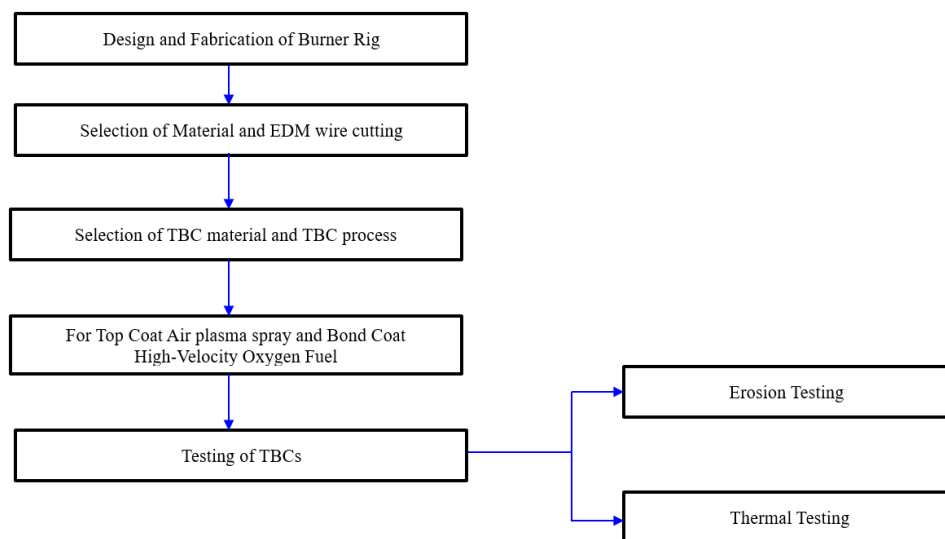 Design and Fabrication of Burner Rig
Selection of Material and EDM wire cutting
Selection of TBC material and TBC process
For Top Coat Air plasma spray and Bond Coat
High-Velocity Oxygen Fuel
Testing of TBCs
Erosion Testing
Thermal Testing